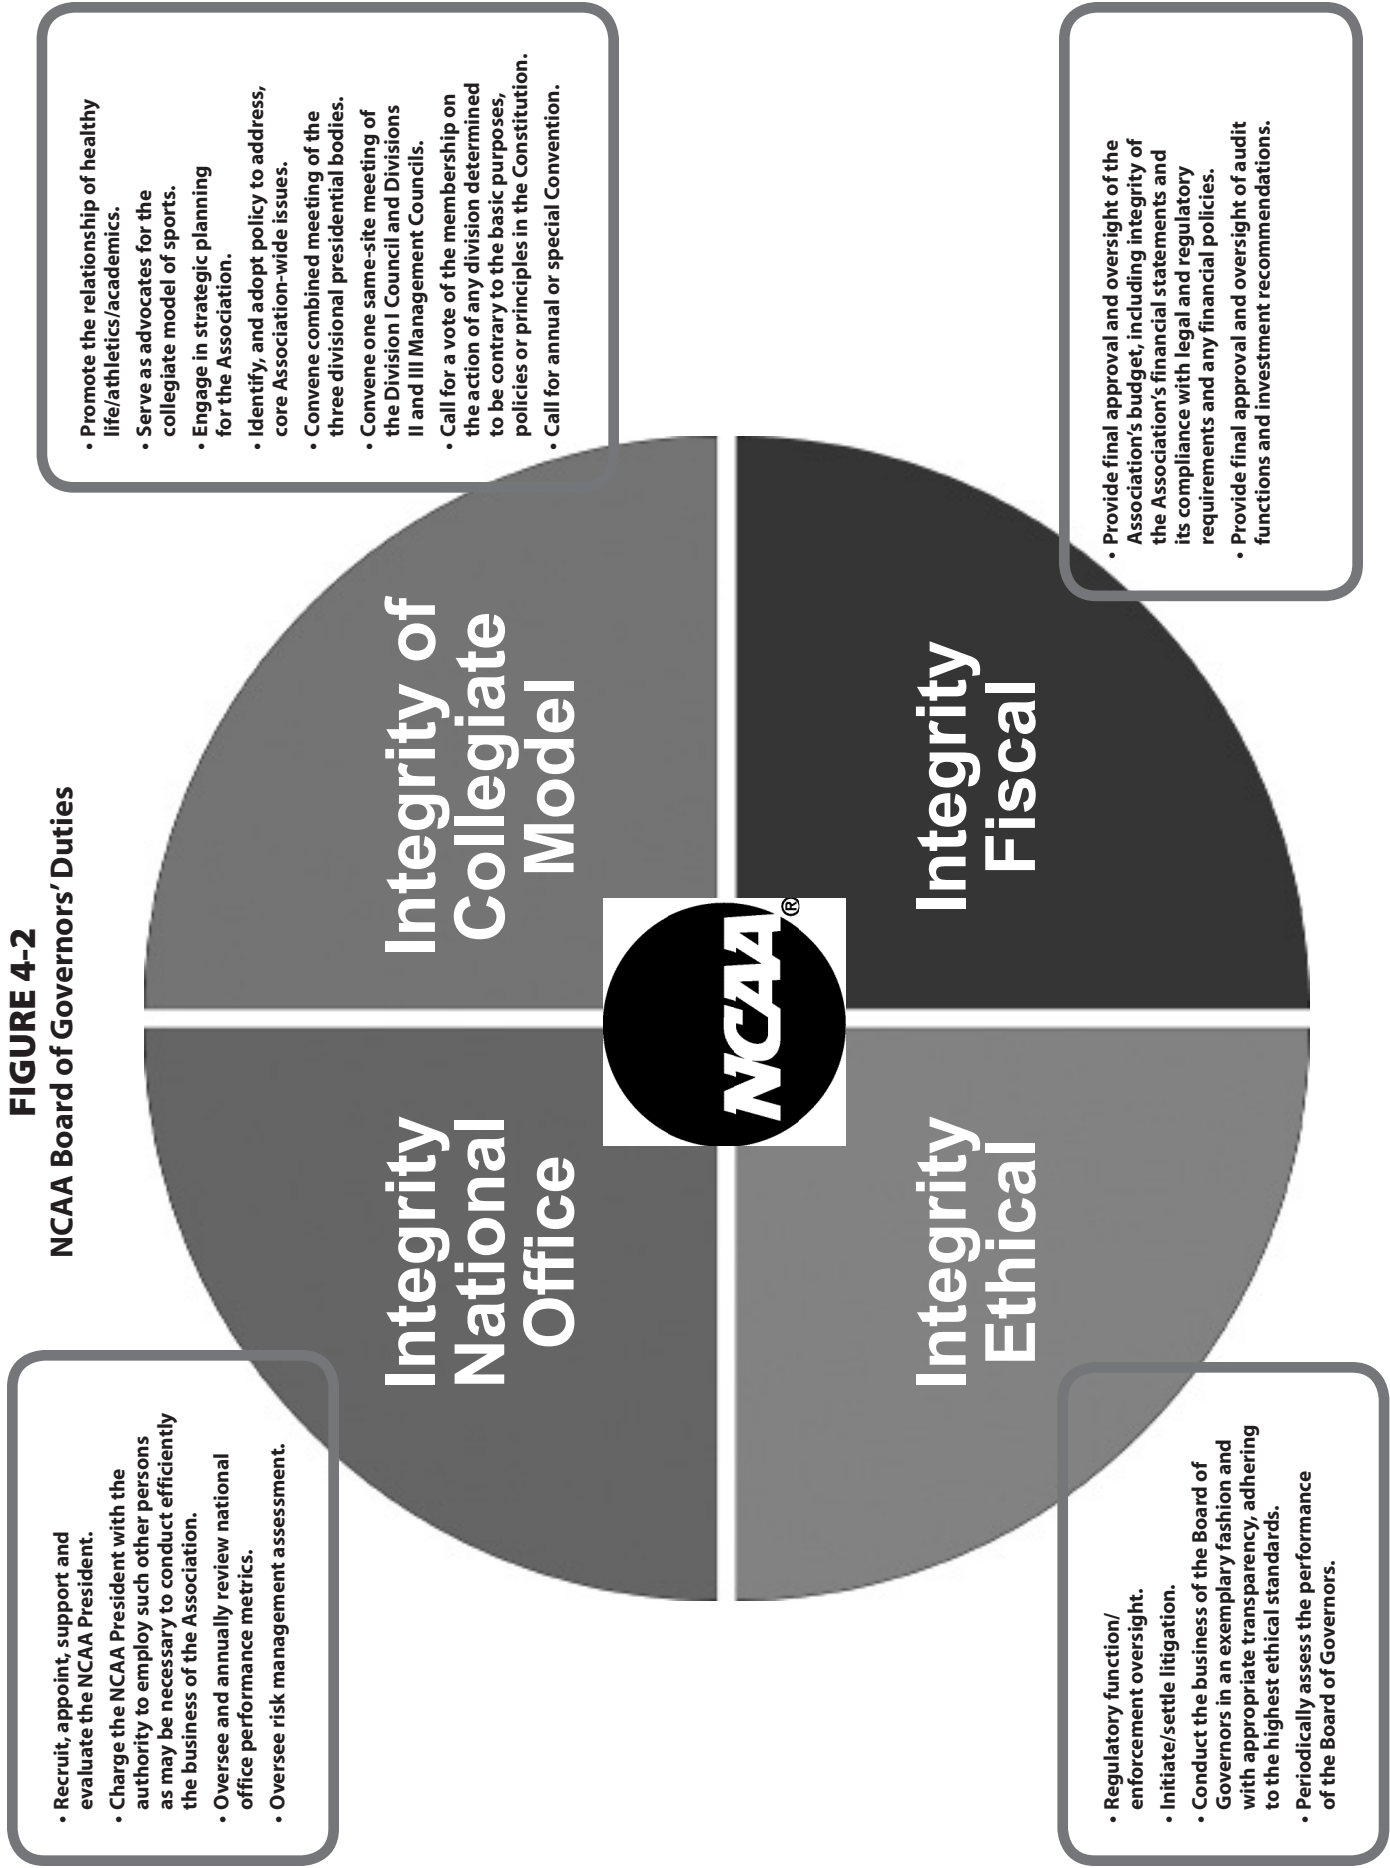 FIGURE 4-2
NCAA Board of Governors' Duties
• Recruit, appoint, support and
evaluate the NCAA President.
• Charge the NCAA President with the
authority to employ such other persons
as may be necessary to conduct efficiently
the business of the Association.
• Oversee and annually review national
office performance metrics.
• Oversee risk management assessment.
Integrity
National
Office
Integrity of
Collegiate
Model
• Promote the relationship of healthy
life/athletics/academics.
• Serve as advocates for the
collegiate model of sports.
• Engage in strategic planning
for the Association.
• Identify, and adopt policy to address,
core Association-wide issues.
• Convene combined meeting of the
three divisional presidential bodies.
• Convene one same-site meeting of
the Division I Council and Divisions
II and III Management Councils.
• Call for a vote of the membership on
the action of any division determined
to be contrary to the basic purposes,
policies or principles in the Constitution.
• Call for annual or special Convention.
NCAA®
Integrity
Ethical
Integrity
Fiscal
• Regulatory function/
enforcement oversight.
• Initiate/settle litigation.
• Conduct the business of the Board of
Governors in an exemplary fashion and
with appropriate transparency, adhering
to the highest ethical standards.
• Periodically assess the performance
of the Board of Governors.
• Provide final approval and oversight of the
Association's budget, including integrity of
the Association's financial statements and
its compliance with legal and regulatory
requirements and any financial policies.
• Provide final approval and oversight of audit
functions and investment recommendations.